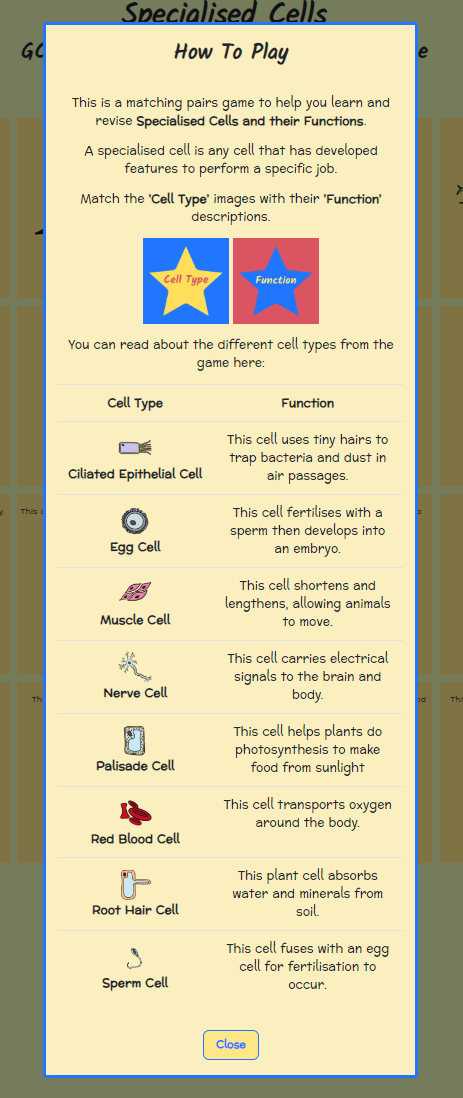 Specialised Cells
GC
e
How To Play
This is a matching pairs game to help you learn and
revise Specialised Cells and their Functions.
A specialised cell is any cell that has developed
features to perform a specific job.
Match the 'Cell Type' images with their 'Function'
descriptions.
Cell Type
Function
You can read about the different cell types from the
game here:
Cell Type Function
This cell uses tiny hairs to
trap bacteria and dust in
air passages.
Ciliated Epithelial Cell
This cell fertilises with a
sperm then develops into
an embryo.
Egg Cell
This cell shortens and
lengthens, allowing animals
to move.
Muscle Cell
This cell carries electrical
signals to the brain and
body.
Nerve Cell
This cell helps plants do
photosynthesis to make
food from sunlight
Palisade Cell
This cell transports oxygen
around the body.
Red Blood Cell
This plant cell absorbs
water and minerals from
soil.
Root Hair Cell
This cell fuses with an egg
cell for fertilisation to
occur.
Sperm Cell
Close